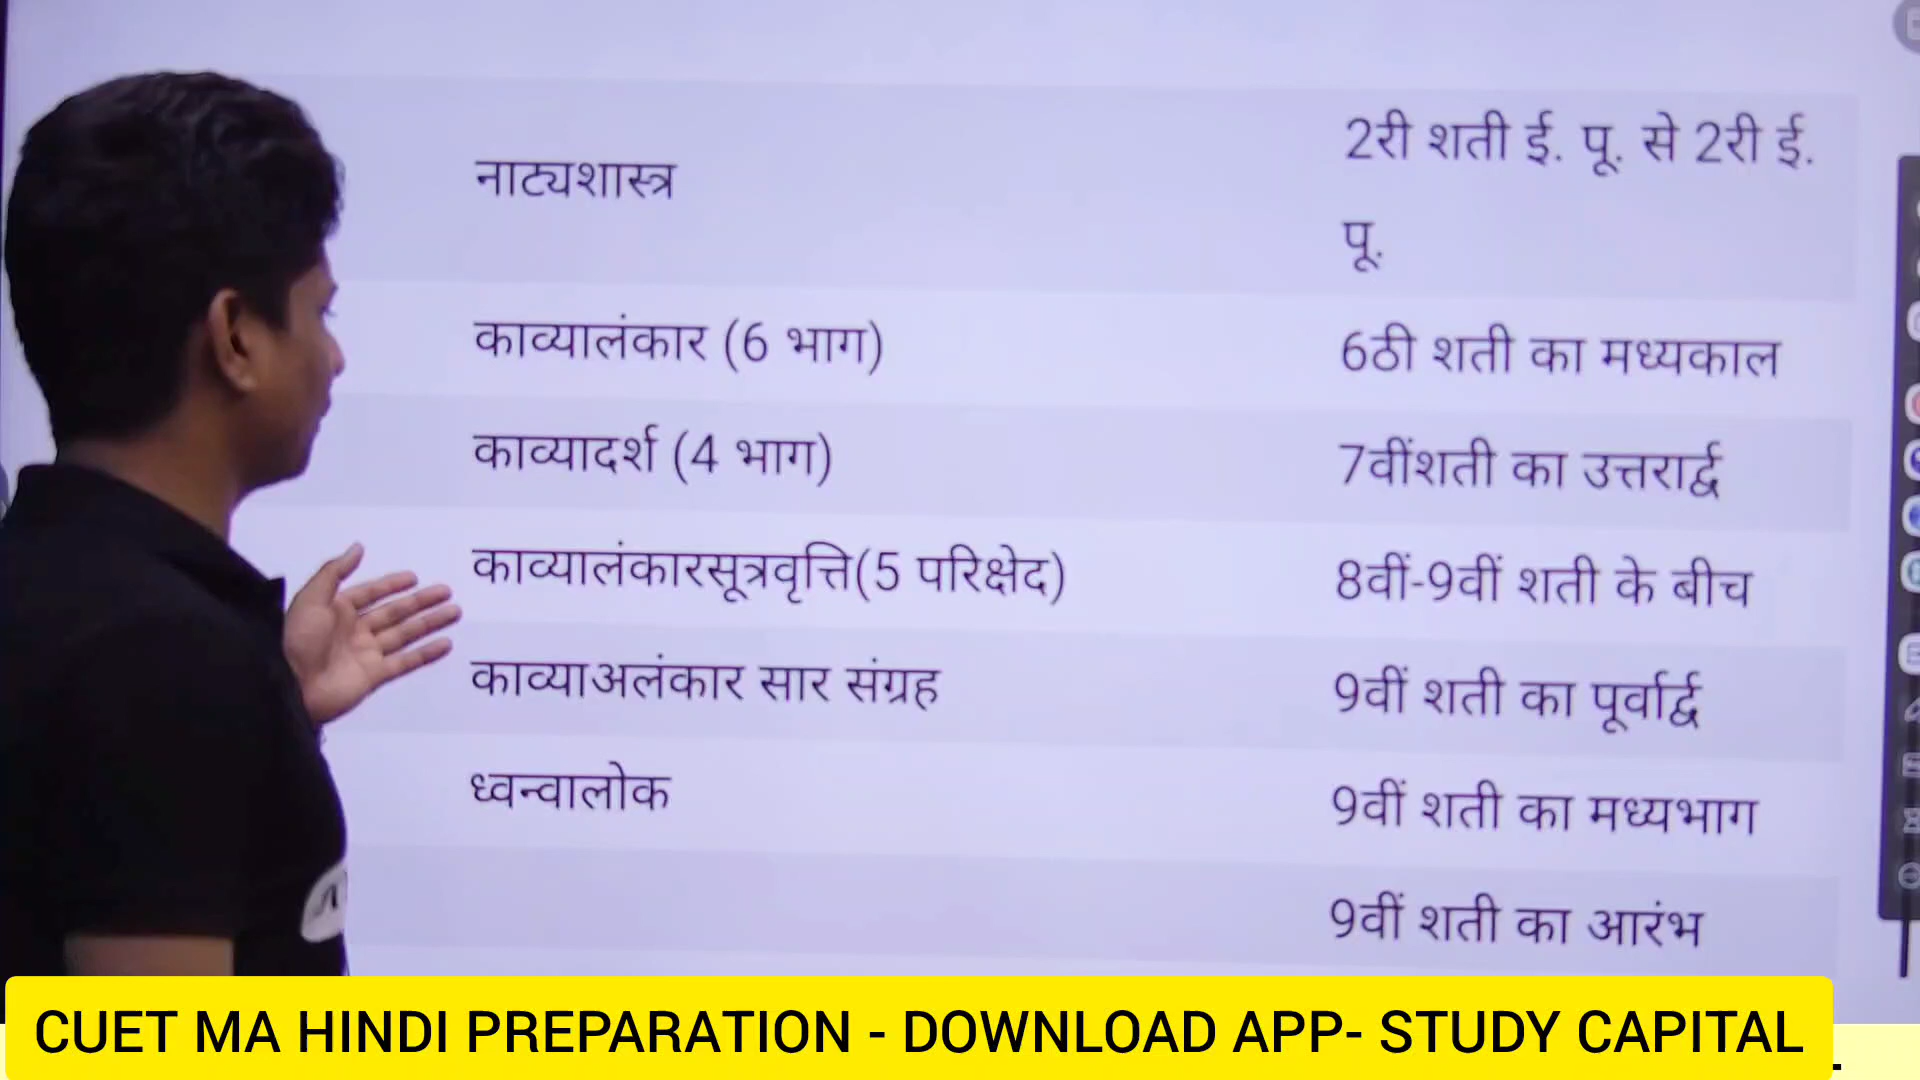 नाट्यशास्त्र 2री शती ई. पू. से 2री ई.
पू.
काव्यालंकार (6 भाग) 6ठी शती का मध्यकाल
काव्यादर्श (4 भाग) 7वींशती का उत्तरार्द्व
काव्यालंकारसूत्रवृत्ति(5 परिक्षेद) 8वीं-9वीं शती के बीच
काव्याअलंकार सार संग्रह 9वीं शती का पूर्वार्द्व
ध्वन्वालोक 9वीं शती का मध्यभाग
9वीं शती का आरंभ
CUET MA HINDI PREPARATION - DOWNLOAD APP- STUDY CAPITAL